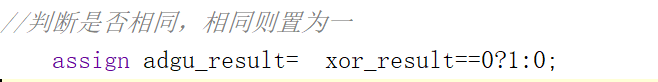 //判断是否相同，相同则置为一
assign adgu_result=  xor_result==0?1:0;